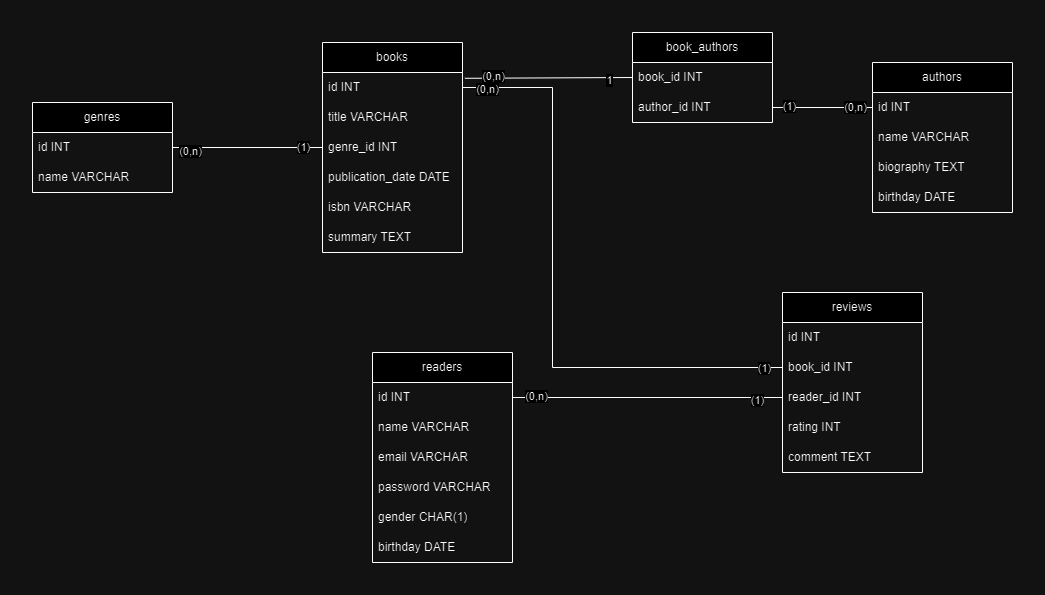 genres
id INT
name VARCHAR
(0,n)
(1)
books
id INT
title VARCHAR
genre_id INT
publication_date DATE
isbn VARCHAR
summary TEXT
(0,n)
1
(0,n)
book_authors
book_id INT
author_id INT
(1)
(0,n)
authors
id INT
name VARCHAR
biography TEXT
birthday DATE
readers
id INT
name VARCHAR
email VARCHAR
password VARCHAR
gender CHAR(1)
birthday DATE
(0,n)
(1)
(1)
reviews
id INT
book_id INT
reader_id INT
rating INT
comment TEXT